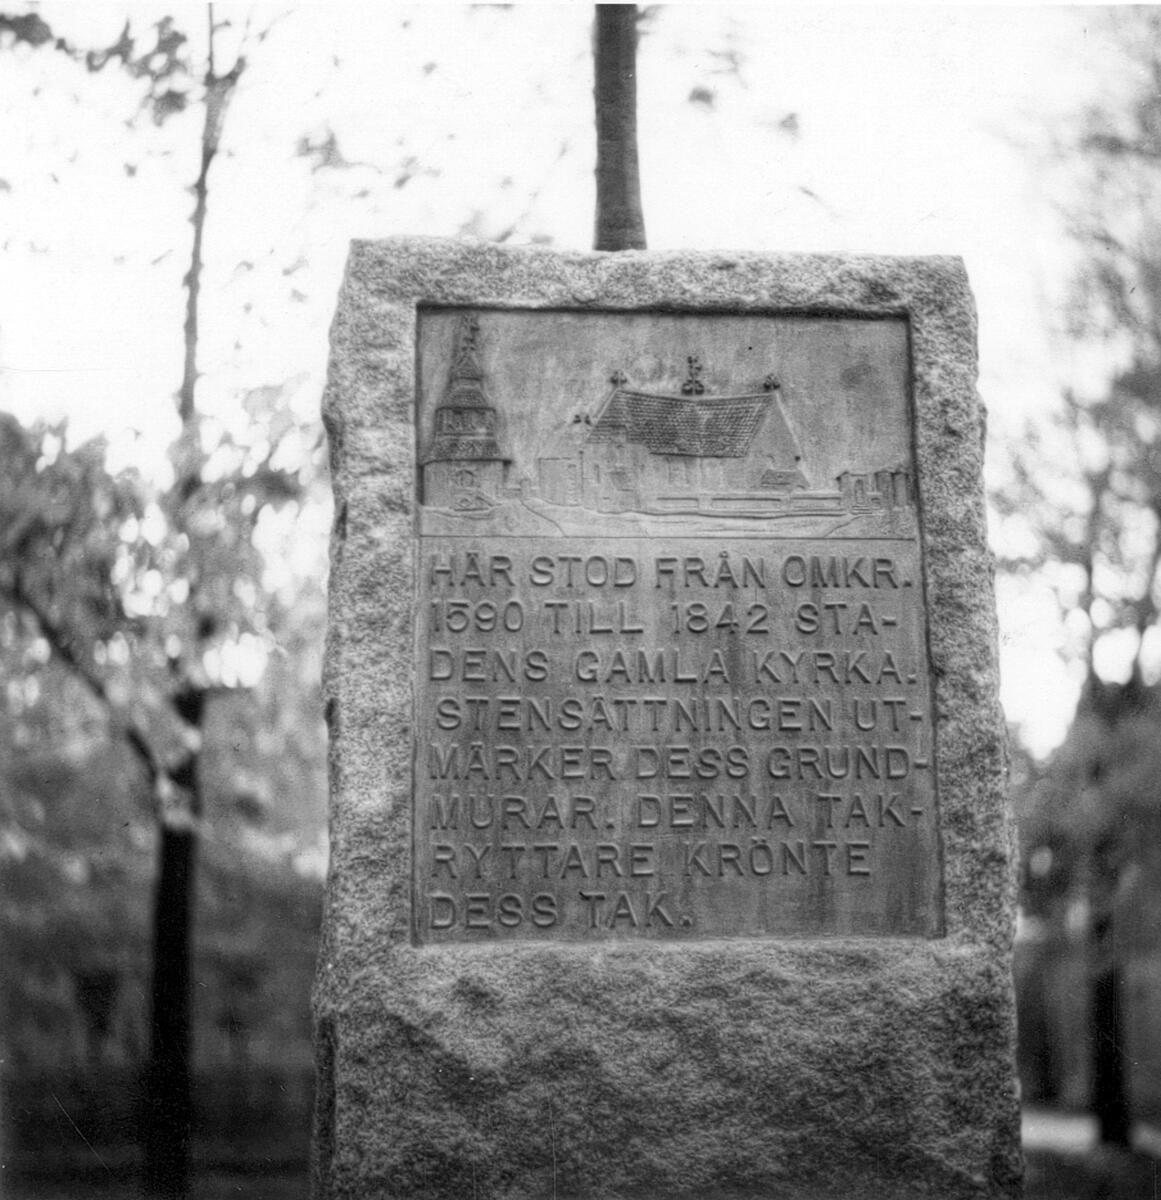 HÄR STOD FRÅN OMKR.
1590 TILL 1842 STA-
DENS GAMLA KYRKA.
STENSÄTTNINGEN UT-
MÄRKER DESS GRUND-
MURAR. DENNA TAK-
RYTTARE KRÖNTE
DESS TAK.